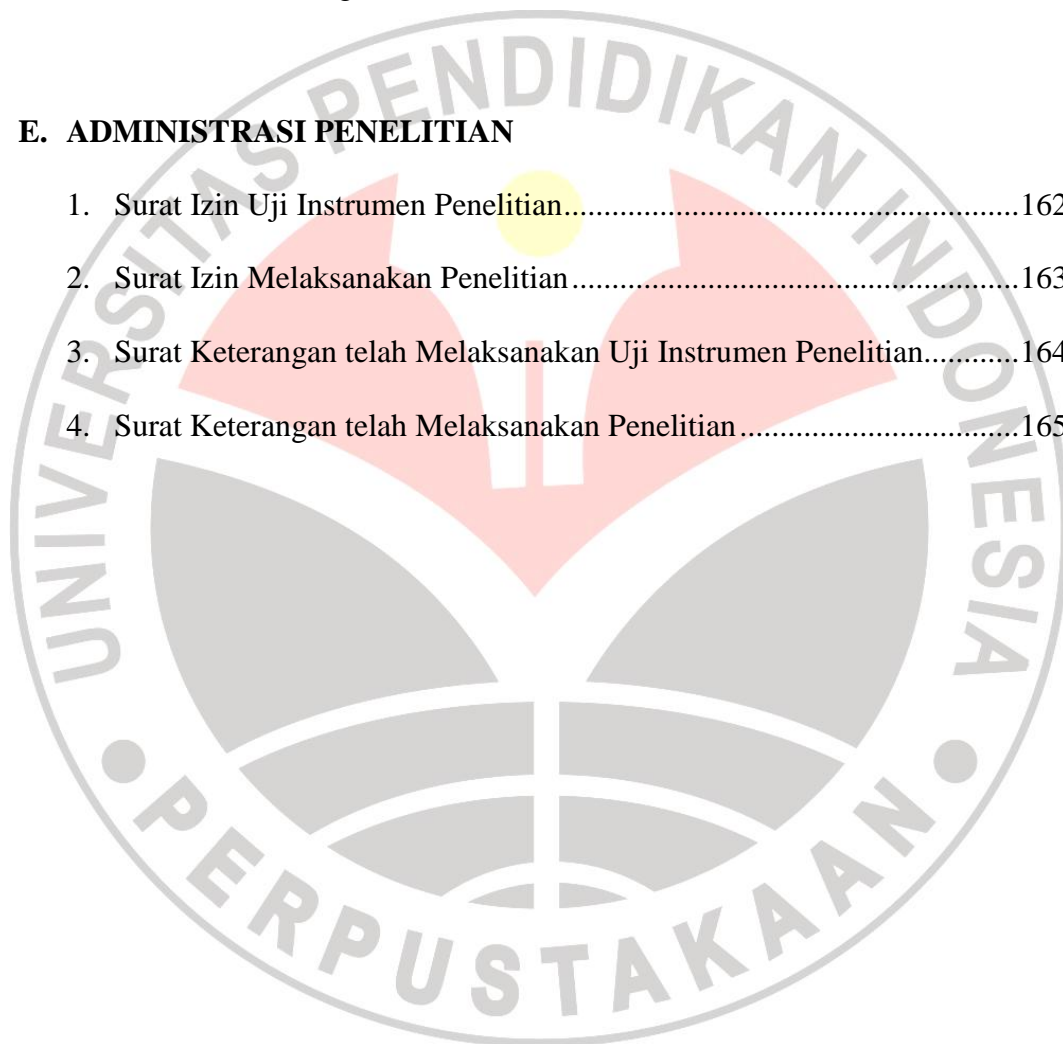 E. ADMINISTRASI PENELITIAN
1. Surat Izin Uji Instrumen Penelitian.........................................................162
2. Surat Izin Melaksanakan Penelitian........................................................163
3. Surat Keterangan telah Melaksanakan Uji Instrumen Penelitian............164
4. Surat Keterangan telah Melaksanakan Penelitian...................................165
UNIVERSITAS PENDIDIKAN INDONESIA
PERPUSTAKAAN